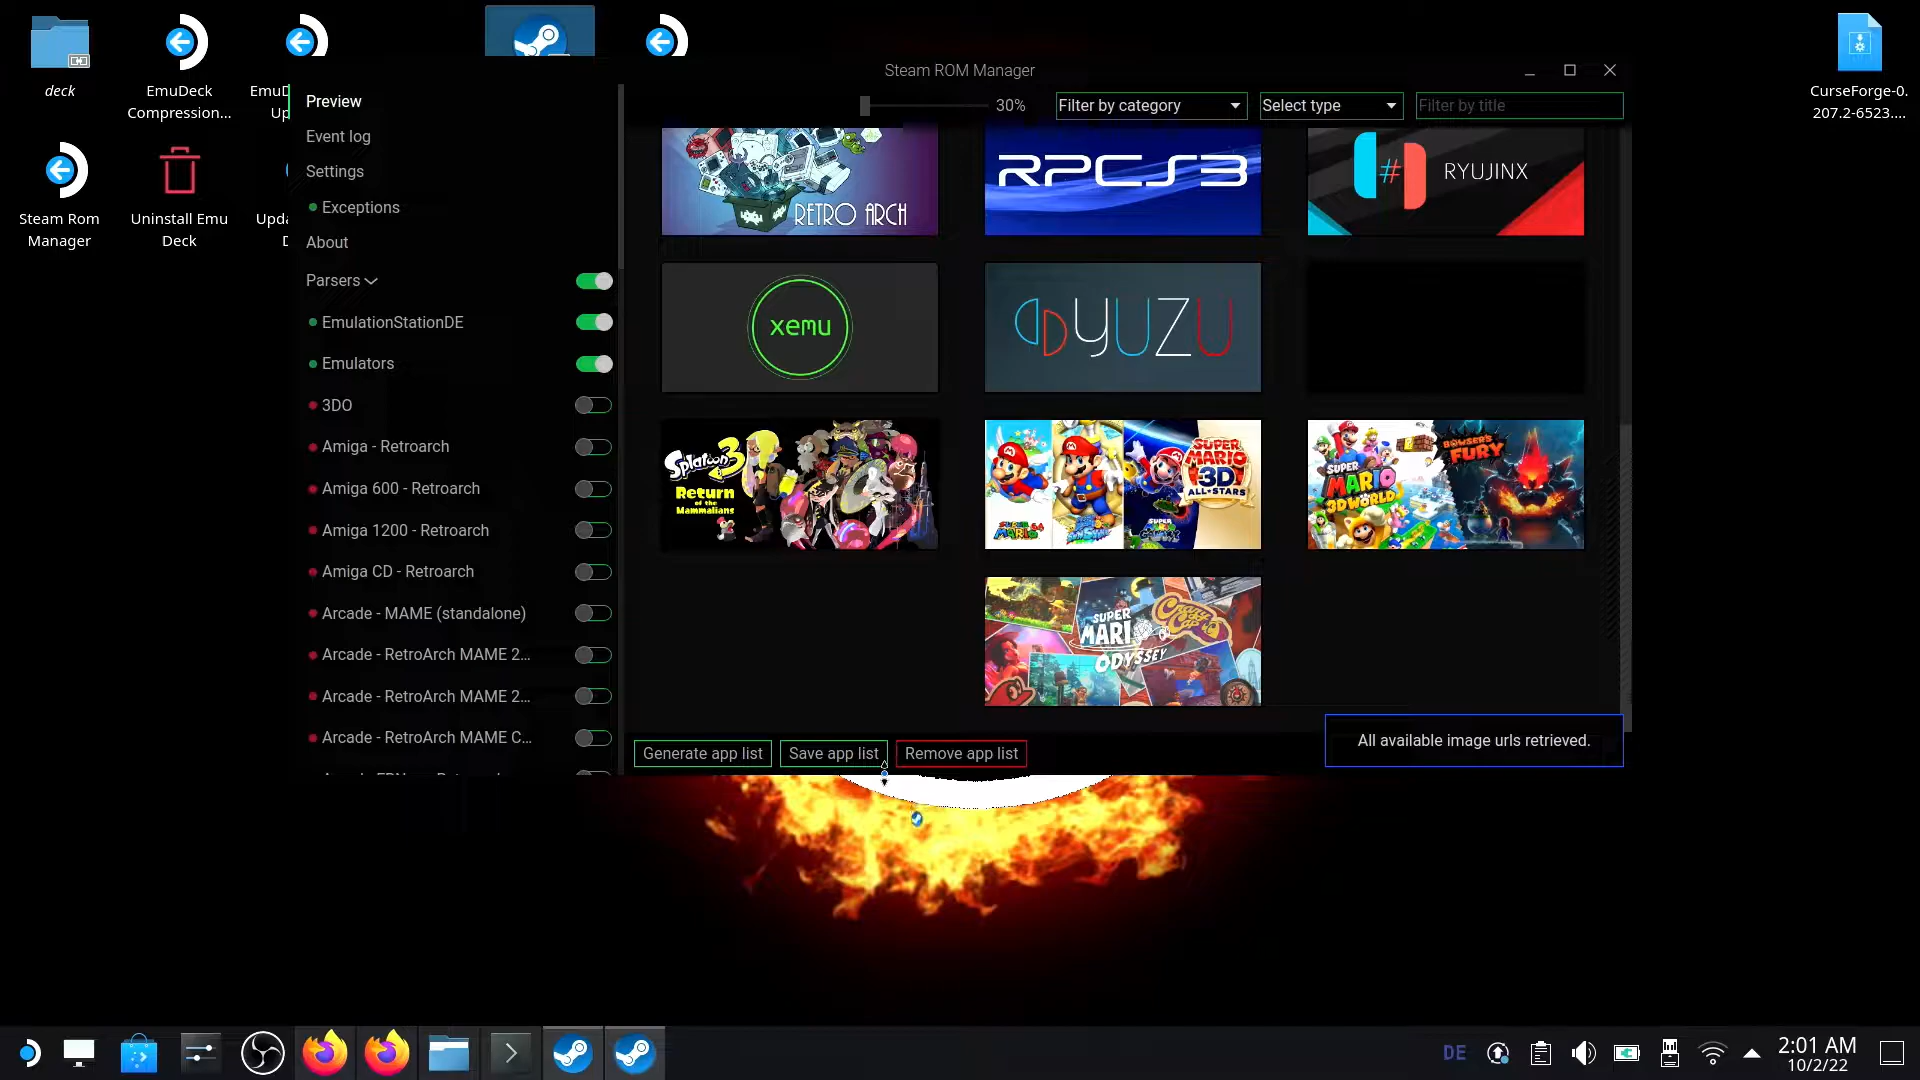 deck
EmuDeck
Compression...
EmuD
Up
CurseForge-0.
207.2-6523....
Steam Rom
Manager
Uninstall Emu
Deck
Upda
D
Steam ROM Manager
30%
Filter by category
Select type
Filter by title
Preview
Event log
Settings
Exceptions
About
Parsers
EmulationStationDE
Emulators
3DO
Amiga - Retroarch
Amiga 600 - Retroarch
Amiga 1200 - Retroarch
Amiga CD - Retroarch
Arcade - MAME (standalone)
Arcade - RetroArch MAME 2...
Arcade - RetroArch MAME 2...
Arcade - RetroArch MAME C...
RETRO ARCH
RPCS3
# RYUJINX
xemu
YUZU
Splatoon 3
Return
of the
Mammalians
SUPER
MARIO
3D
ALL-STARS
SUPER
MARIO
3D WORLD
BOWSER'S
FURY
SUPER
MARIO
ODYSSEY
Crazy Cap
Generate app list
Save app list
Remove app list
All available image urls retrieved.
DE
2:01 AM
10/2/22